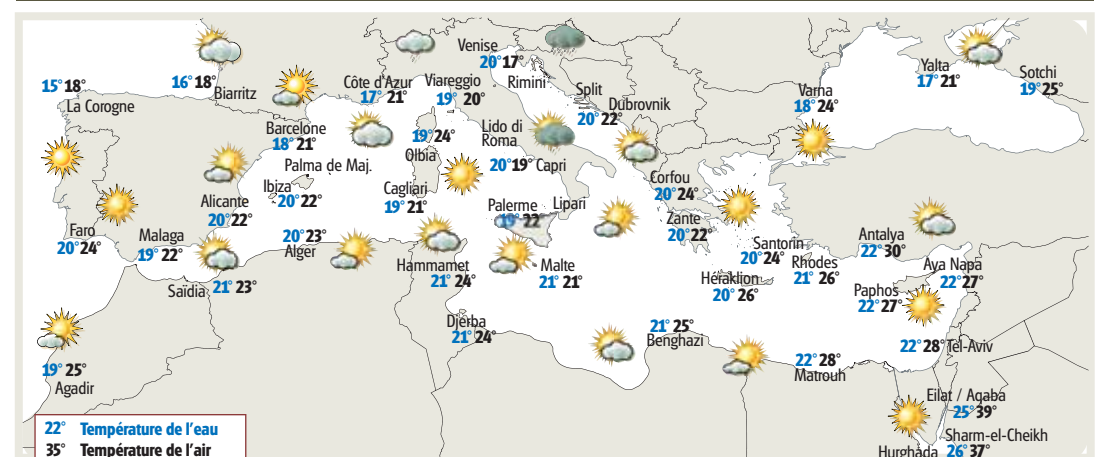 Venise
20° 17°
Rimini
15° 18°
La Corogne
16° 18°
Biarritz
Côte d'Azur
17° 21°
Viareggio
19° 20°
Split
20° 22°
Dubrovnik
Yalta
17° 21°
Sotchi
19° 25°
Varna
18° 24°
Barcelone
18° 21°
19° 24°
Olbia
Lido di
Roma
20° 19° Capri
Palma de Maj.
Ibiza
20° 22°
Cagliari
19° 21°
Alicante
20° 22°
Palerme
19° 22°
Lipari
Corfou
20° 24°
Zante
20° 22°
Faro
20° 24°
Malaga
19° 22°
20° 23°
Alger
Santorin
20° 24°
Antalya
22° 30°
Rhodes
21° 26°
Hammamet
21° 24°
Malte
21° 21°
Héraklion
20° 26°
Aya Napa
22° 27°
Paphos
22° 27°
Saïdia 21° 23°
Djerba
21° 24°
21° 25°
Benghazi
22° 28° Tel-Aviv
22° 28°
Matrouh
19° 25°
Agadir
Eilat / Aqaba
25° 39°
Sharm-el-Cheikh
Hurghada 26° 37°
22° Température de l'eau
35° Température de l'air